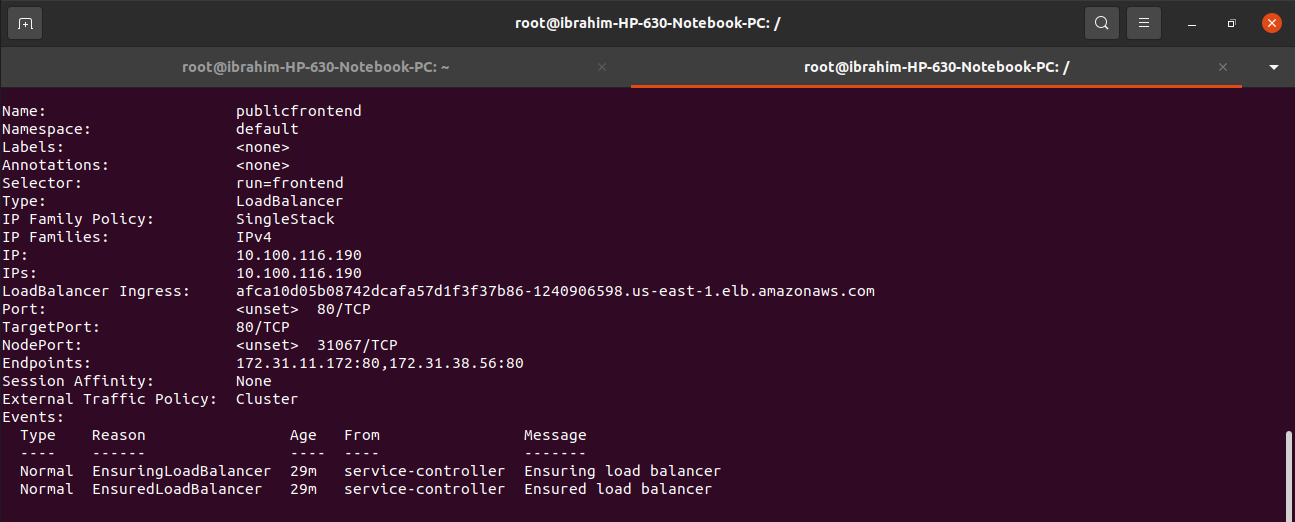 root@ibrahim-HP-630-Notebook-PC: /
root@ibrahim-HP-630-Notebook-PC: ~ × root@ibrahim-HP-630-Notebook-PC: / ×
Name: publicfrontend
Namespace: default
Labels: <none>
Annotations: <none>
Selector: run=frontend
Type: LoadBalancer
IP Family Policy: SingleStack
IP Families: IPv4
IP: 10.100.116.190
IPs: 10.100.116.190
LoadBalancer Ingress: afca10d05b08742dcafa57d1f3f37b86-1240906598.us-east-1.elb.amazonaws.com
Port: <unset> 80/TCP
TargetPort: 80/TCP
NodePort: <unset> 31067/TCP
Endpoints: 172.31.11.172:80,172.31.38.56:80
Session Affinity: None
External Traffic Policy: Cluster
Events:
Type Reason Age From Message
---- ------ ---- ---- -------
Normal EnsuringLoadBalancer 29m service-controller Ensuring load balancer
Normal EnsuredLoadBalancer 29m service-controller Ensured load balancer